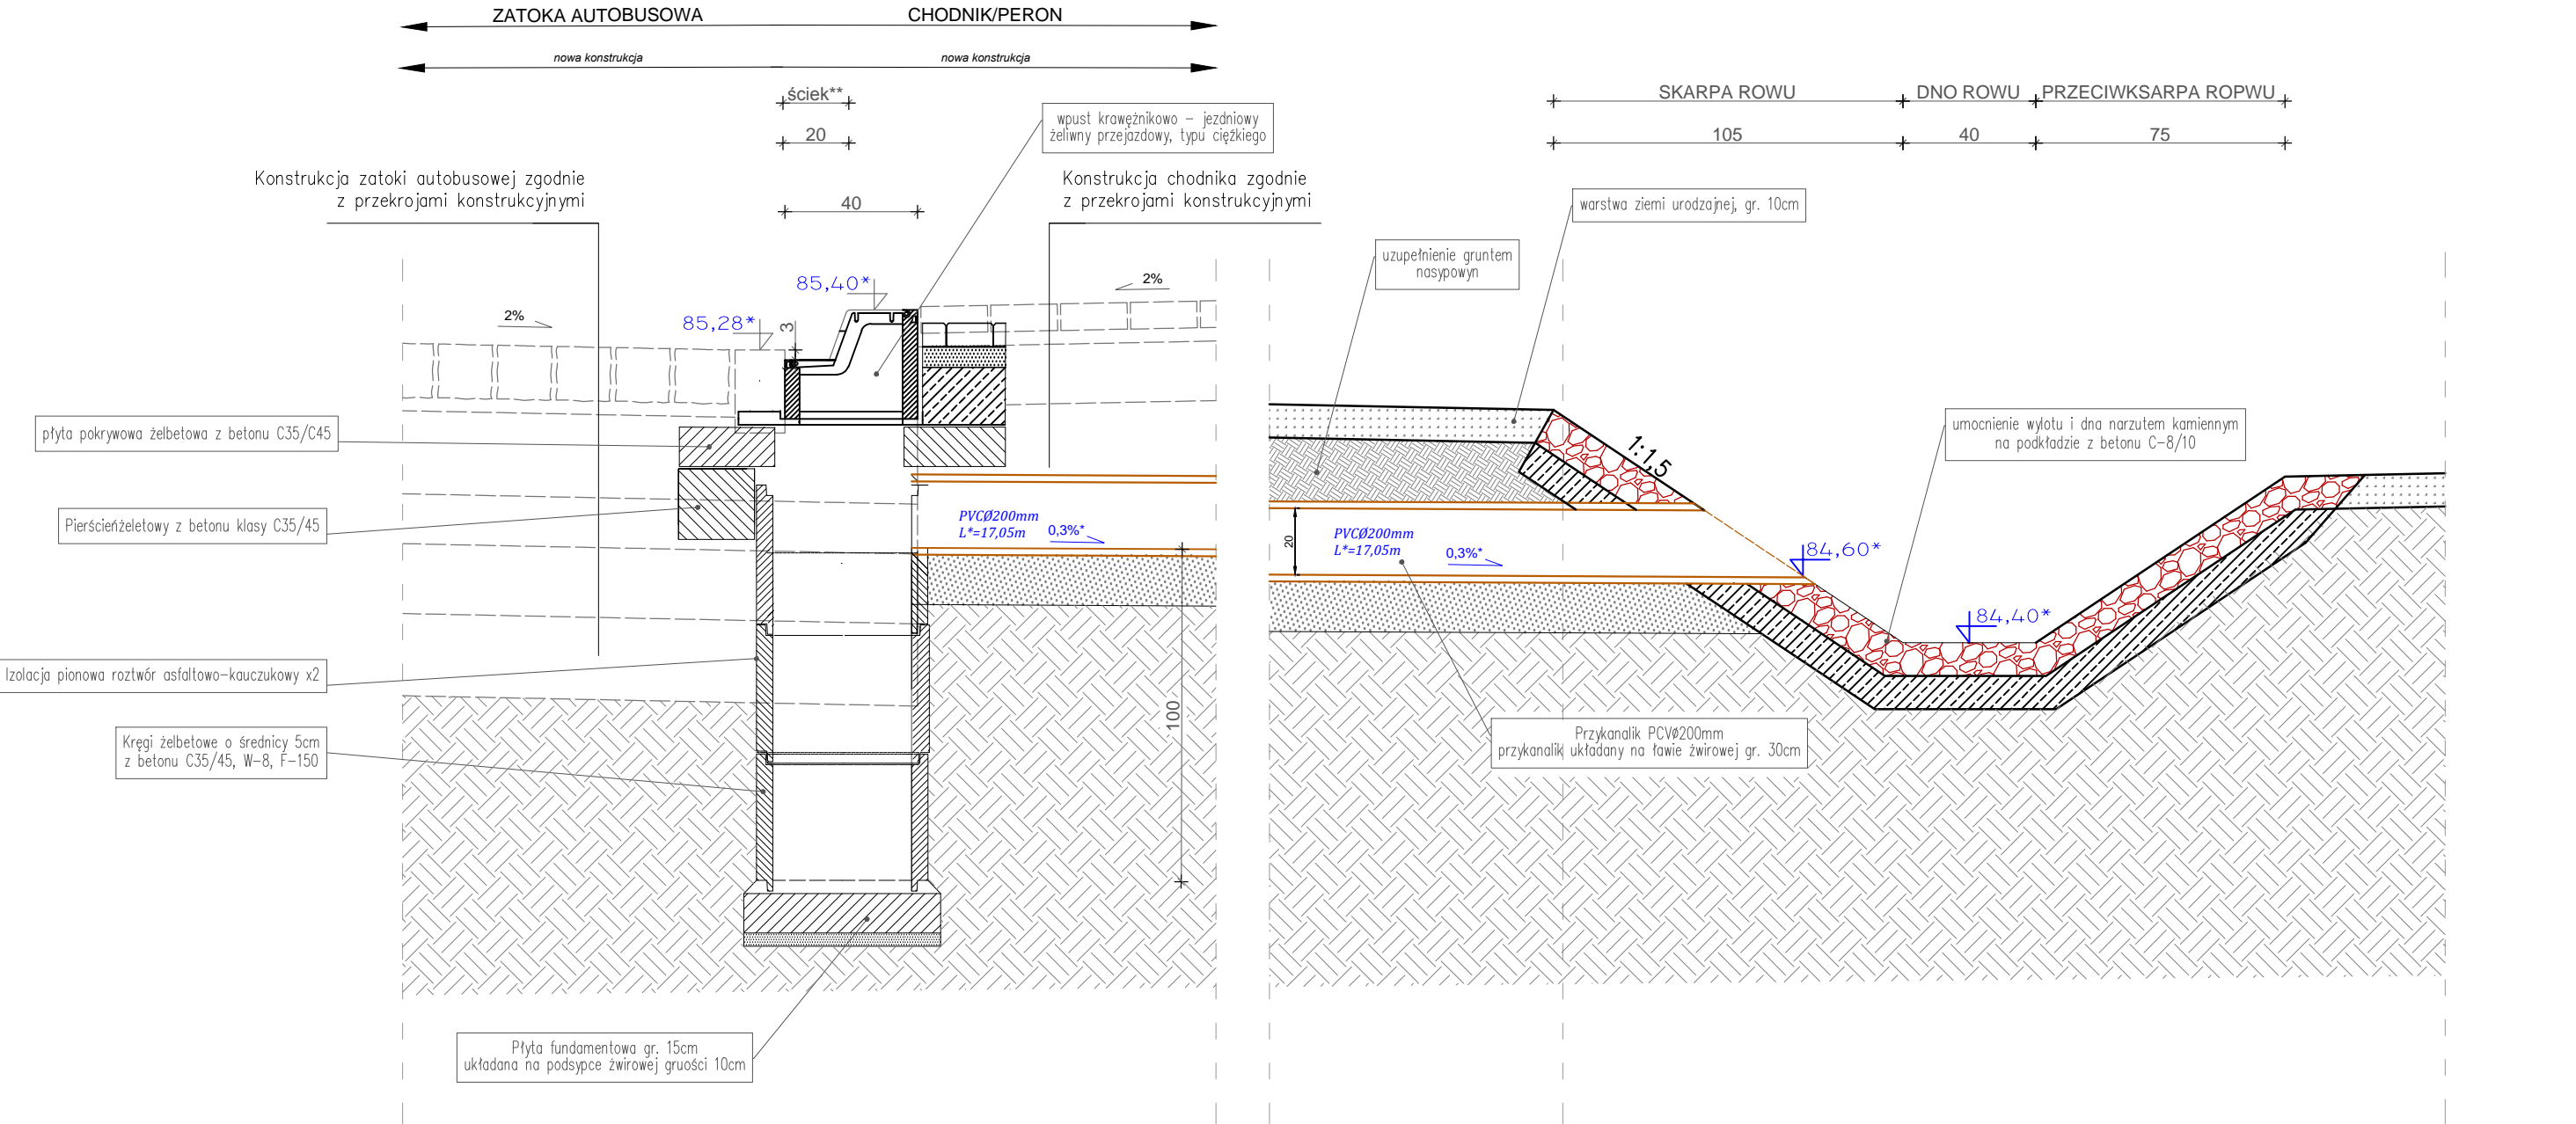 ZATOKA AUTOBUSOWA
CHODNIK/PERON
nowa konstrukcja
nowa konstrukcja
ściek**
20
40
wpust krawężnikowo – jezdniowy
żeliwny przejazdowy, typu ciężkiego
Konstrukcja zatoki autobusowej zgodnie
z przekrojami konstrukcyjnymi
Konstrukcja chodnika zgodnie
z przekrojami konstrukcyjnymi
SKARPA ROWU
DNO ROWU
PRZECIWKSARPA ROPWU
105
40
75
warstwa ziemi urodzajnej, gr. 10cm
uzupełnienie gruntem
nasypowyn
85,40*
85,28*
3
2%
2%
płyta pokrywowa żelbetowa z betonu C35/C45
Pierścieńżeletowy z betonu klasy C35/45
Izolacja pionowa roztwór asfaltowo–kauczukowy x2
Kręgi żelbetowe o średnicy 5cm
z betonu C35/45, W–8, F–150
Płyta fundamentowa gr. 15cm
układana na podsypce żwirowej gruości 10cm
PVCØ200mm
L*=17,05m
0,3%*
100
20
PVCØ200mm
L*=17,05m
0,3%*
1:1,5
84,60*
84,40*
umocnienie wylotu i dna narzutem kamiennym
na podkładzie z betonu C–8/10
Przykanalik PCVø200mm
przykanalik układany na ławie żwirowej gr. 30cm